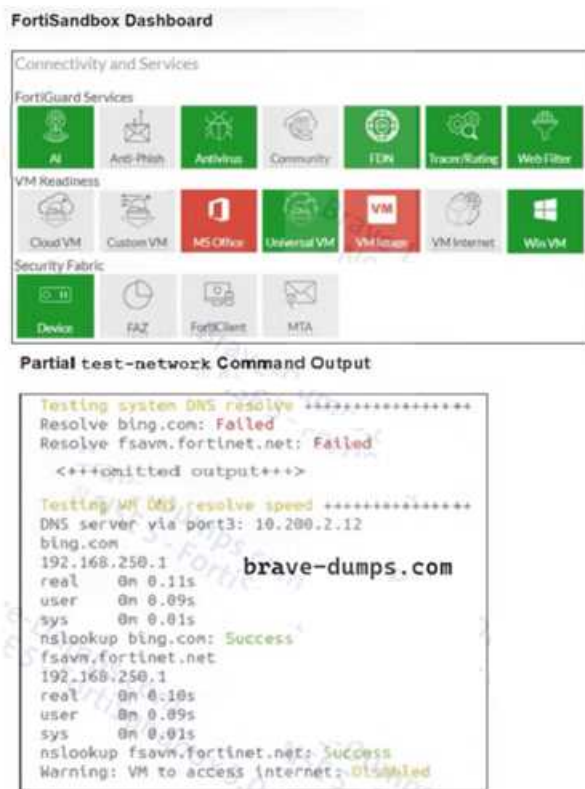 FortiSandbox Dashboard
Connectivity and Services
FortiGuard Services
AI Anti-Phish Antivirus Community FDN Tracer/Rating Web Filter
VM Readiness
Cloud VM Custom VM MS Office Universal VM VM Image VM Internet Win VM
Security Fabric
Device FAZ FortiClient MTA
Partial test-network Command Output
Testing system DNS resolve +++++++++++++++++
Resolve bing.com: Failed
Resolve fsavm.fortinet.net: Failed
<+++omitted output+++>
Testing VM DNS resolve speed +++++++++++++++
DNS server via port3: 10.200.2.12
bing.com
192.168.250.1
brave-dumps.com
real 0m 0.11s
user 0m 0.09s
sys 0m 0.01s
nslookup bing.com: Success
fsavm.fortinet.net
192.168.250.1
real 0m 0.10s
user 0m 0.09s
sys 0m 0.01s
nslookup fsavm.fortinet.net: Success
Warning: VM to access internet: Disabled